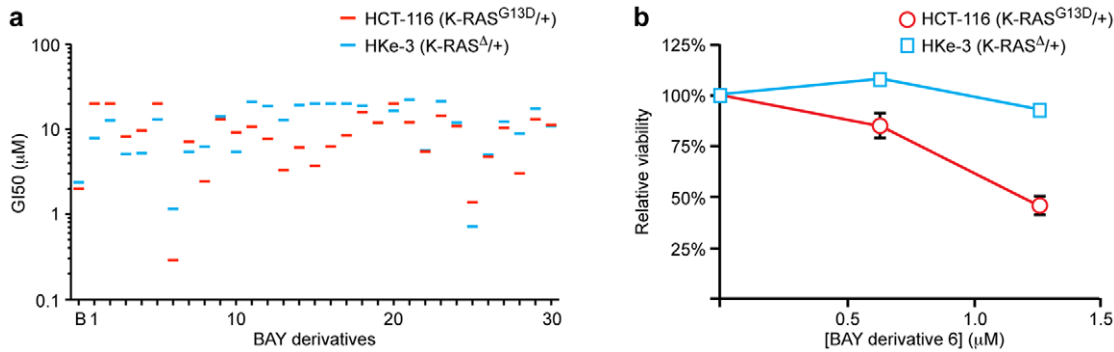 a
HCT-116 (K-RASG13D/+)
HKe-3 (K-RASΔ/+)
100
10
1
0.1
GI50 (μM)
B 1 10 20 30
BAY derivatives
b
HCT-116 (K-RASG13D/+)
HKe-3 (K-RASΔ/+)
125%
100%
75%
50%
25%
Relative viability
0.5 1.0 1.5
[BAY derivative 6] (μM)